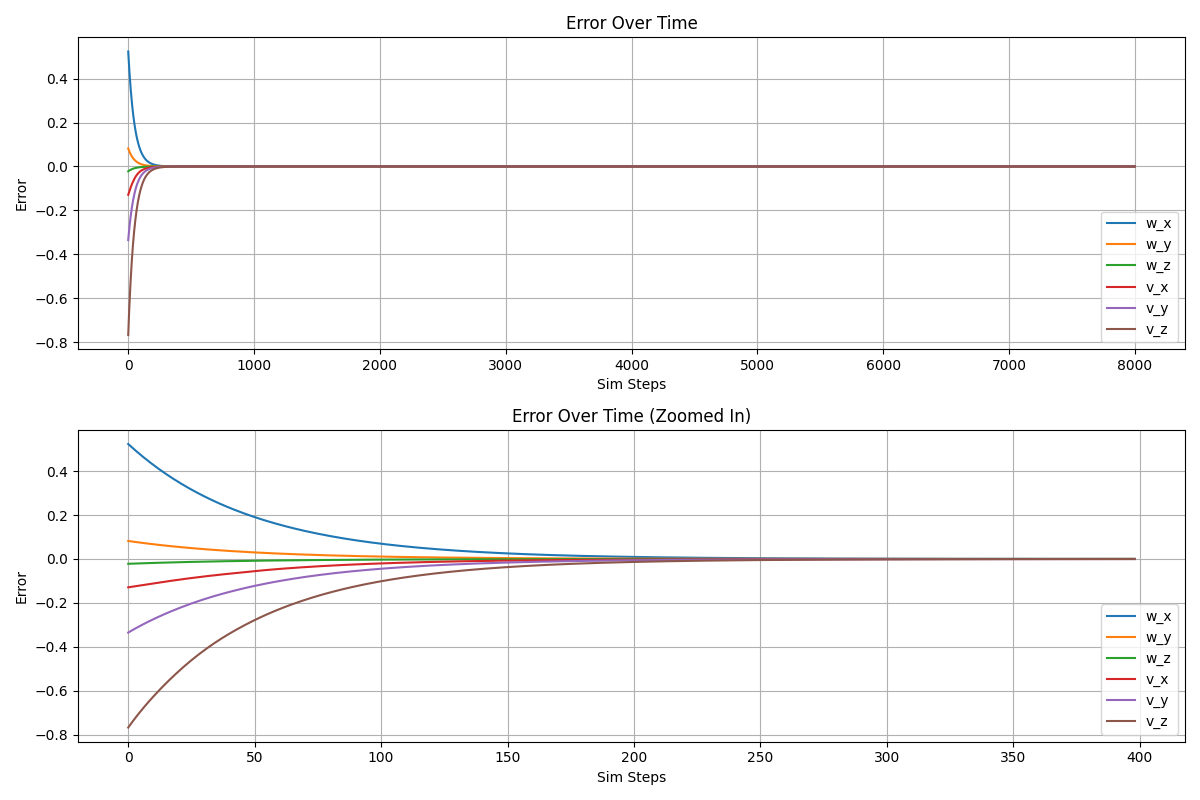 Error Over Time
0.4
0.2
0.0
−0.2
−0.4
−0.6
−0.8
Error
w_x
w_y
w_z
v_x
v_y
v_z
0 1000 2000 3000 4000 5000 6000 7000 8000
Sim Steps
Error Over Time (Zoomed In)
0.4
0.2
0.0
−0.2
−0.4
−0.6
−0.8
Error
w_x
w_y
w_z
v_x
v_y
v_z
0 50 100 150 200 250 300 350 400
Sim Steps